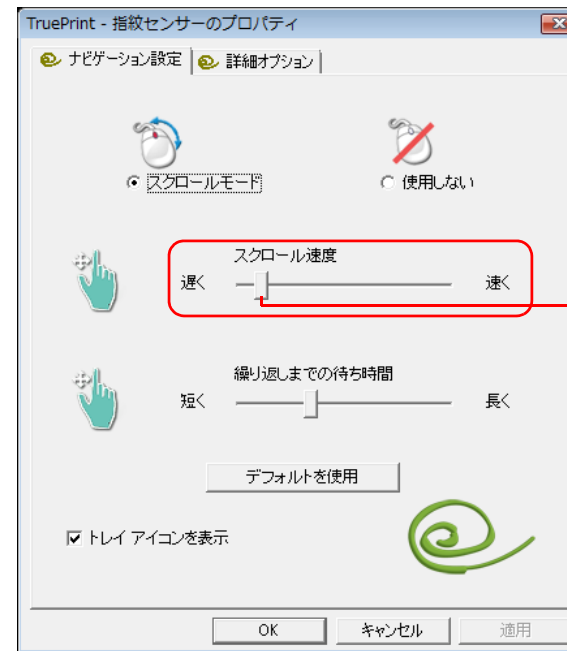 TruePrint - 指紋センサーのプロパティ
ナビゲーション設定 詳細オプション
スクロールモード 使用しない
スクロール速度
遅く 速く
繰り返しまでの待ち時間
短く 長く
デフォルトを使用
トレイ アイコンを表示
OK キャンセル 適用